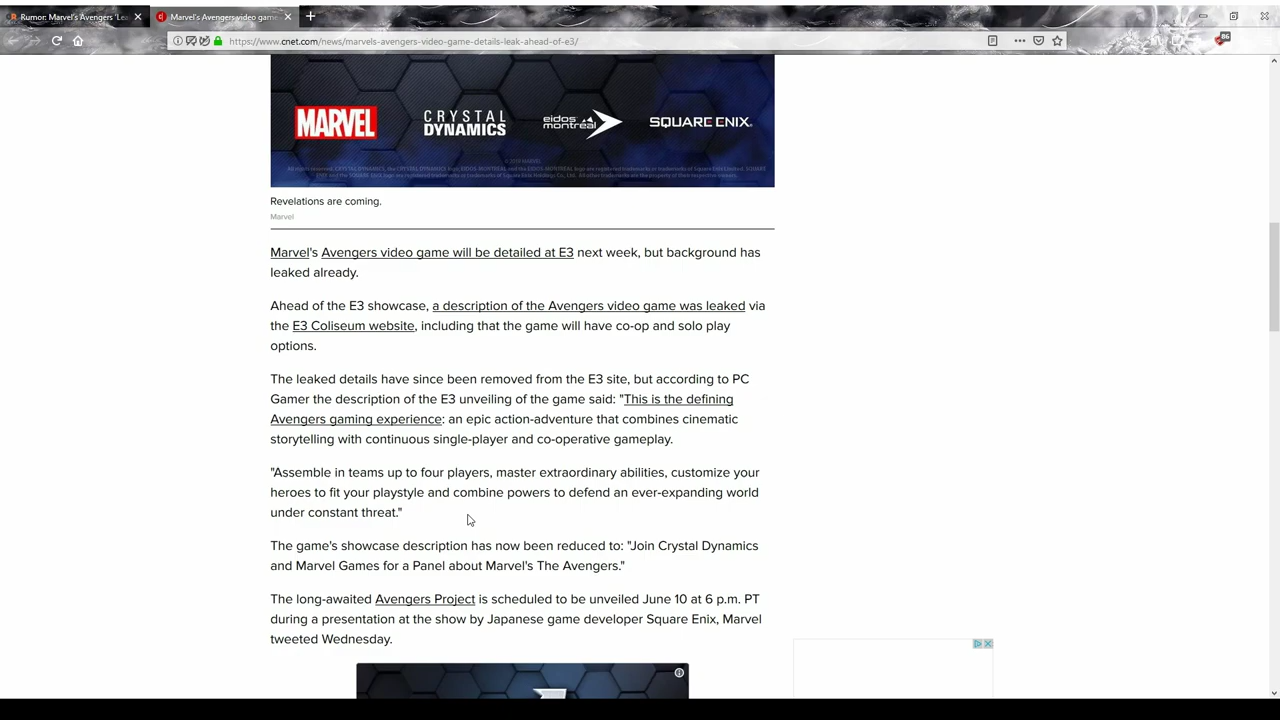 Rumor: Marvel's Avengers 'Lea
Marvel's Avengers video game
https://www.cnet.com/news/marvels-avengers-video-game-details-leak-ahead-of-e3/
86
MARVEL
CRYSTAL DYNAMICS
eidos montreal
SQUARE ENIX
© 2019 MARVEL
Revelations are coming.
Marvel
Marvel's Avengers video game will be detailed at E3 next week, but background has
leaked already.
Ahead of the E3 showcase, a description of the Avengers video game was leaked via
the E3 Coliseum website, including that the game will have co-op and solo play
options.
The leaked details have since been removed from the E3 site, but according to PC
Gamer the description of the E3 unveiling of the game said: "This is the defining
Avengers gaming experience: an epic action-adventure that combines cinematic
storytelling with continuous single-player and co-operative gameplay.
"Assemble in teams up to four players, master extraordinary abilities, customize your
heroes to fit your playstyle and combine powers to defend an ever-expanding world
under constant threat."
The game's showcase description has now been reduced to: "Join Crystal Dynamics
and Marvel Games for a Panel about Marvel's The Avengers."
The long-awaited Avengers Project is scheduled to be unveiled June 10 at 6 p.m. PT
during a presentation at the show by Japanese game developer Square Enix, Marvel
tweeted Wednesday.